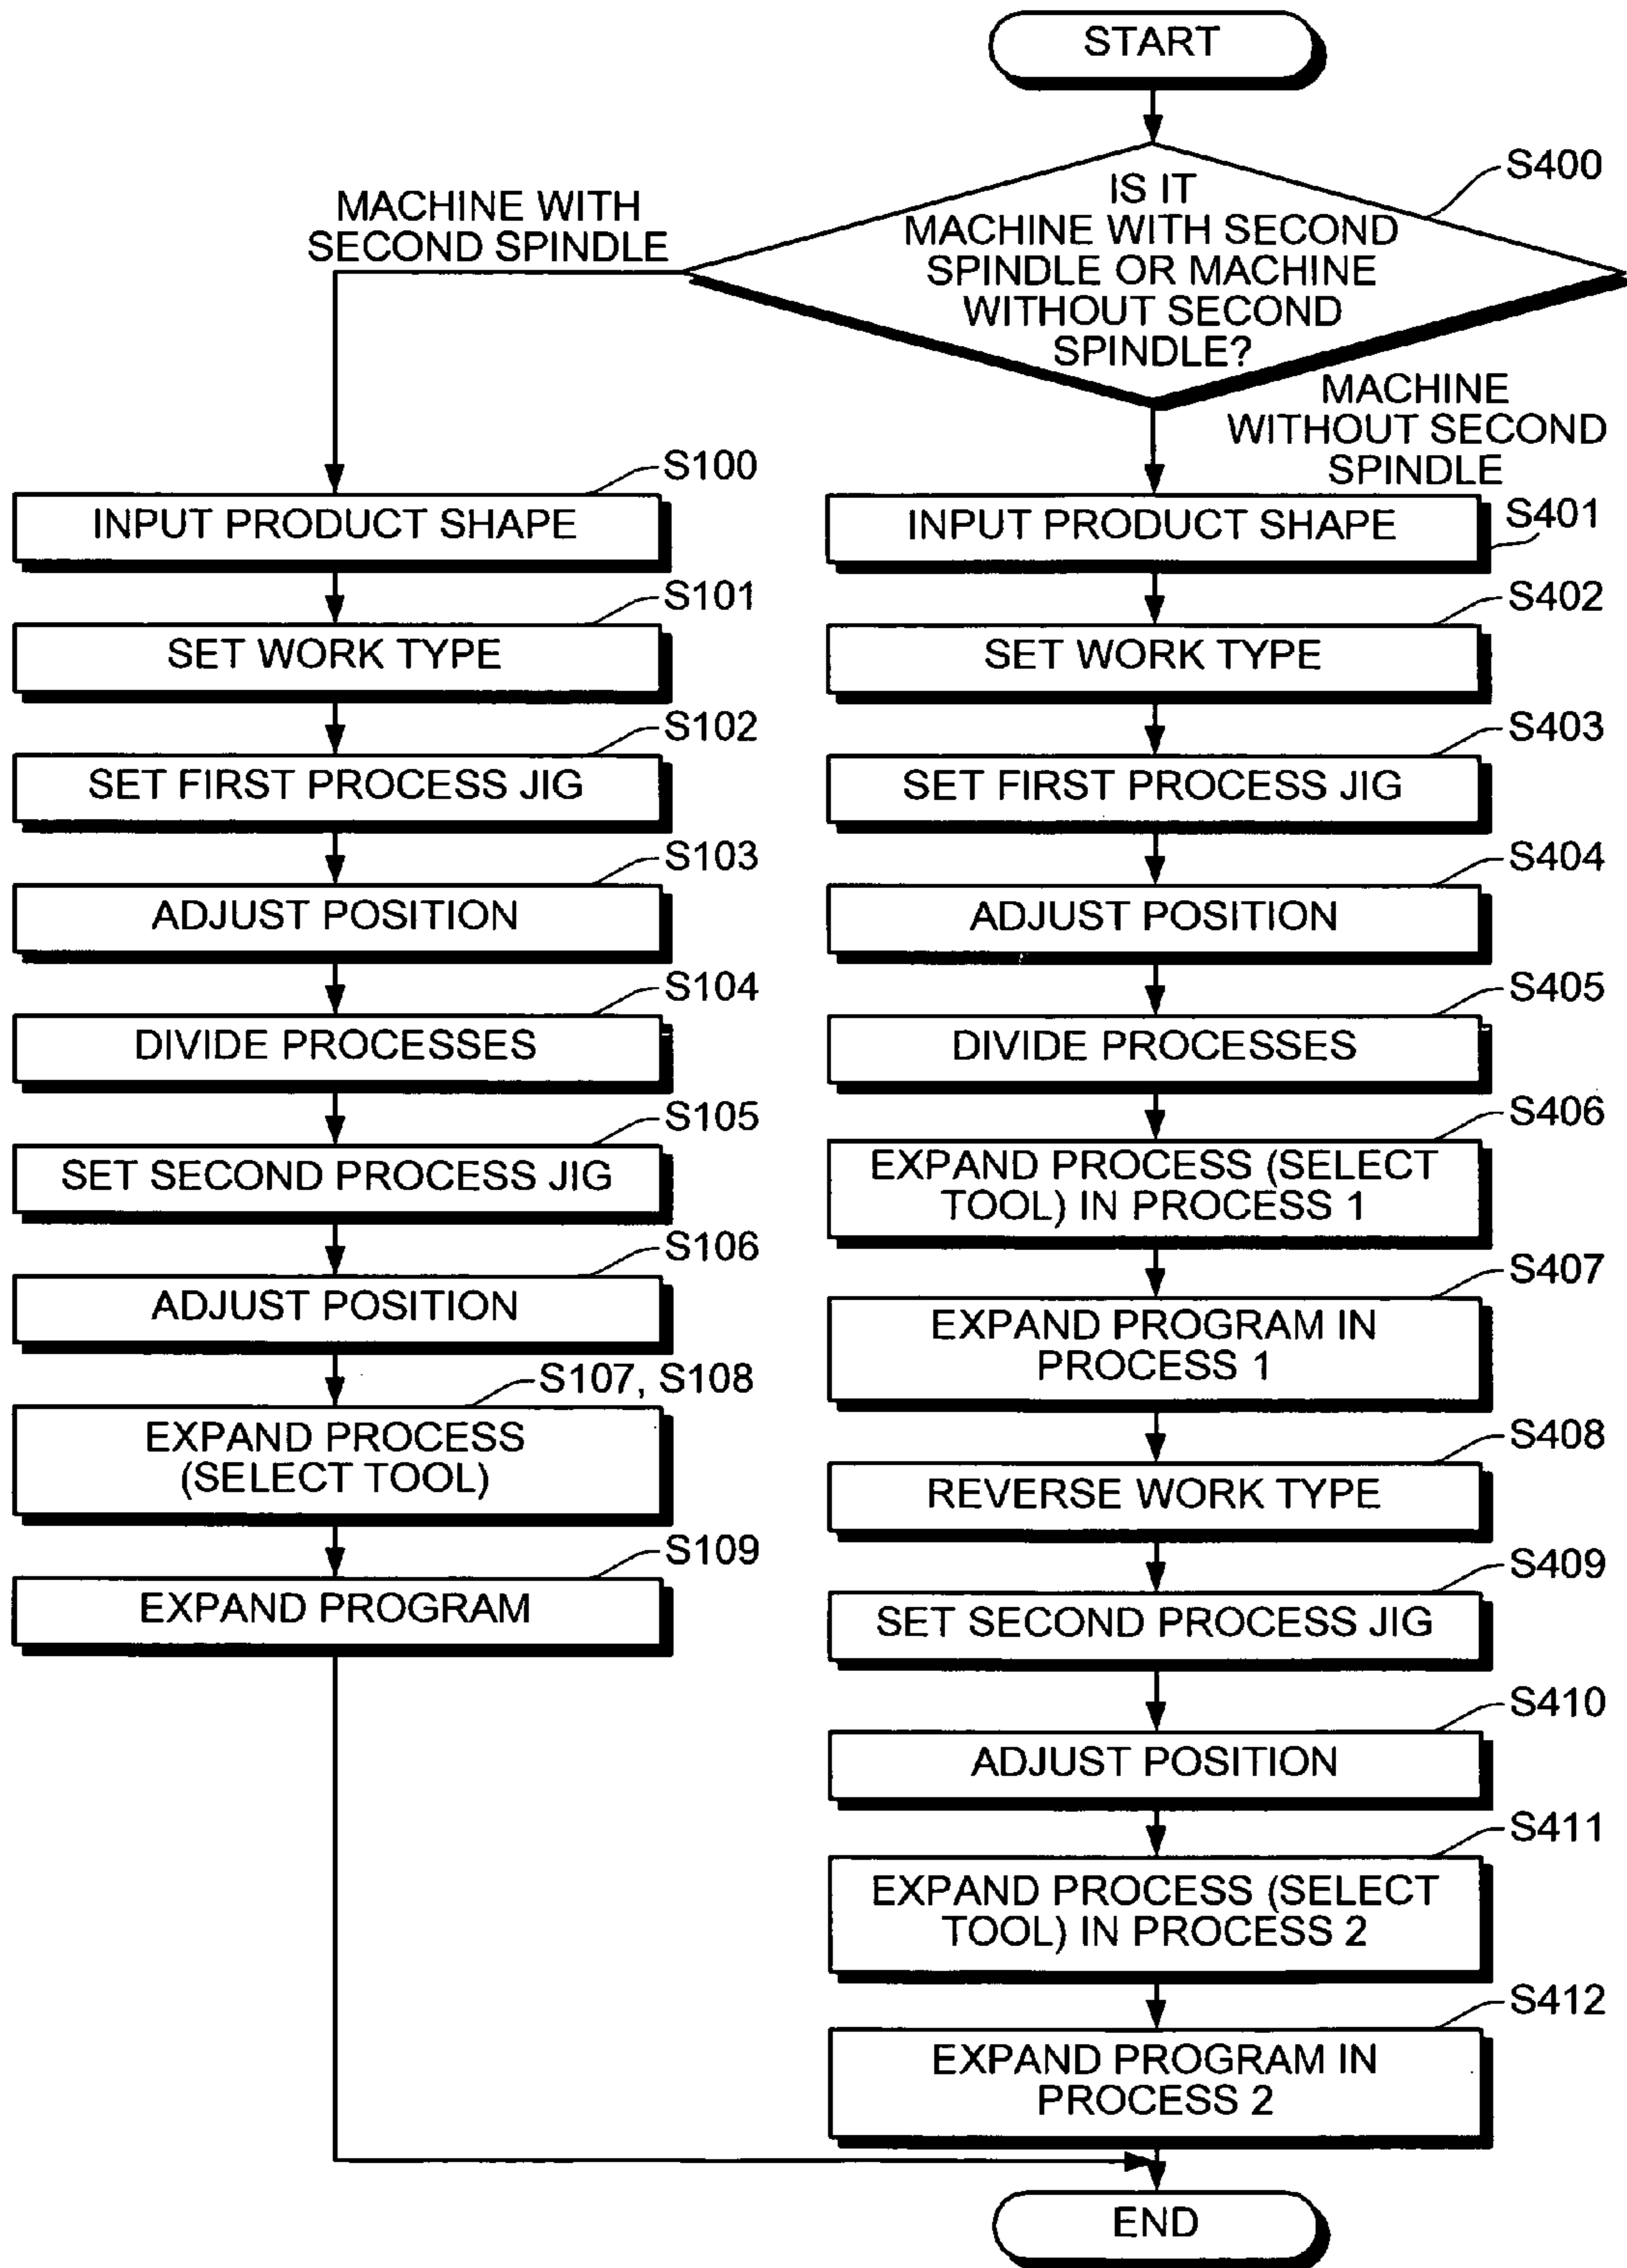 START
S400
IS IT
MACHINE WITH SECOND
SPINDLE OR MACHINE
WITHOUT SECOND
SPINDLE?
MACHINE WITH
SECOND SPINDLE
MACHINE
WITHOUT SECOND
SPINDLE
S100
INPUT PRODUCT SHAPE
S101
SET WORK TYPE
S102
SET FIRST PROCESS JIG
S103
ADJUST POSITION
S104
DIVIDE PROCESSES
S105
SET SECOND PROCESS JIG
S106
ADJUST POSITION
S107, S108
EXPAND PROCESS
(SELECT TOOL)
S109
EXPAND PROGRAM
S401
INPUT PRODUCT SHAPE
S402
SET WORK TYPE
S403
SET FIRST PROCESS JIG
S404
ADJUST POSITION
S405
DIVIDE PROCESSES
S406
EXPAND PROCESS (SELECT
TOOL) IN PROCESS 1
S407
EXPAND PROGRAM IN
PROCESS 1
S408
REVERSE WORK TYPE
S409
SET SECOND PROCESS JIG
S410
ADJUST POSITION
S411
EXPAND PROCESS (SELECT
TOOL) IN PROCESS 2
S412
EXPAND PROGRAM IN
PROCESS 2
END